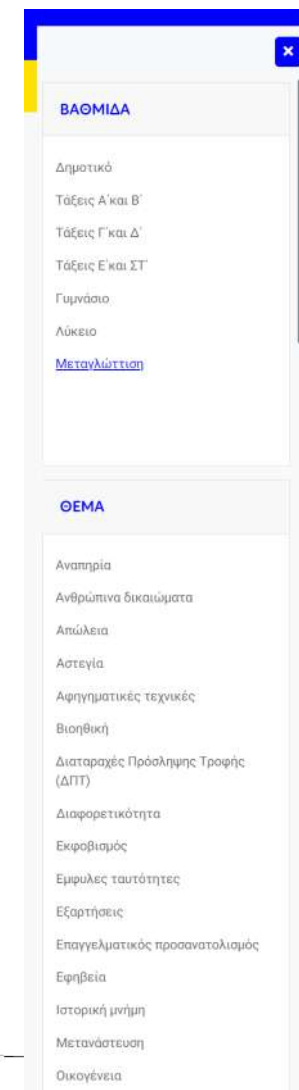 ΒΑΘΜΙΔΑ
Δημοτικό
Τάξεις Α΄και Β΄
Τάξεις Γ΄και Δ΄
Τάξεις Ε΄και ΣΤ΄
Γυμνάσιο
Λύκειο
Μεταγλώττιση
ΘΕΜΑ
Αναπηρία
Ανθρώπινα δικαιώματα
Απώλεια
Αστεγία
Αφηγηματικές τεχνικές
Βιοηθική
Διαταραχές Πρόσληψης Τροφής
(ΔΠΤ)
Διαφορετικότητα
Εκφοβισμός
Εμφυλες ταυτότητες
Εξαρτήσεις
Επαγγελματικός προσανατολισμός
Εφηβεία
Ιστορική μνήμη
Μετανάστευση
Οικογένεια